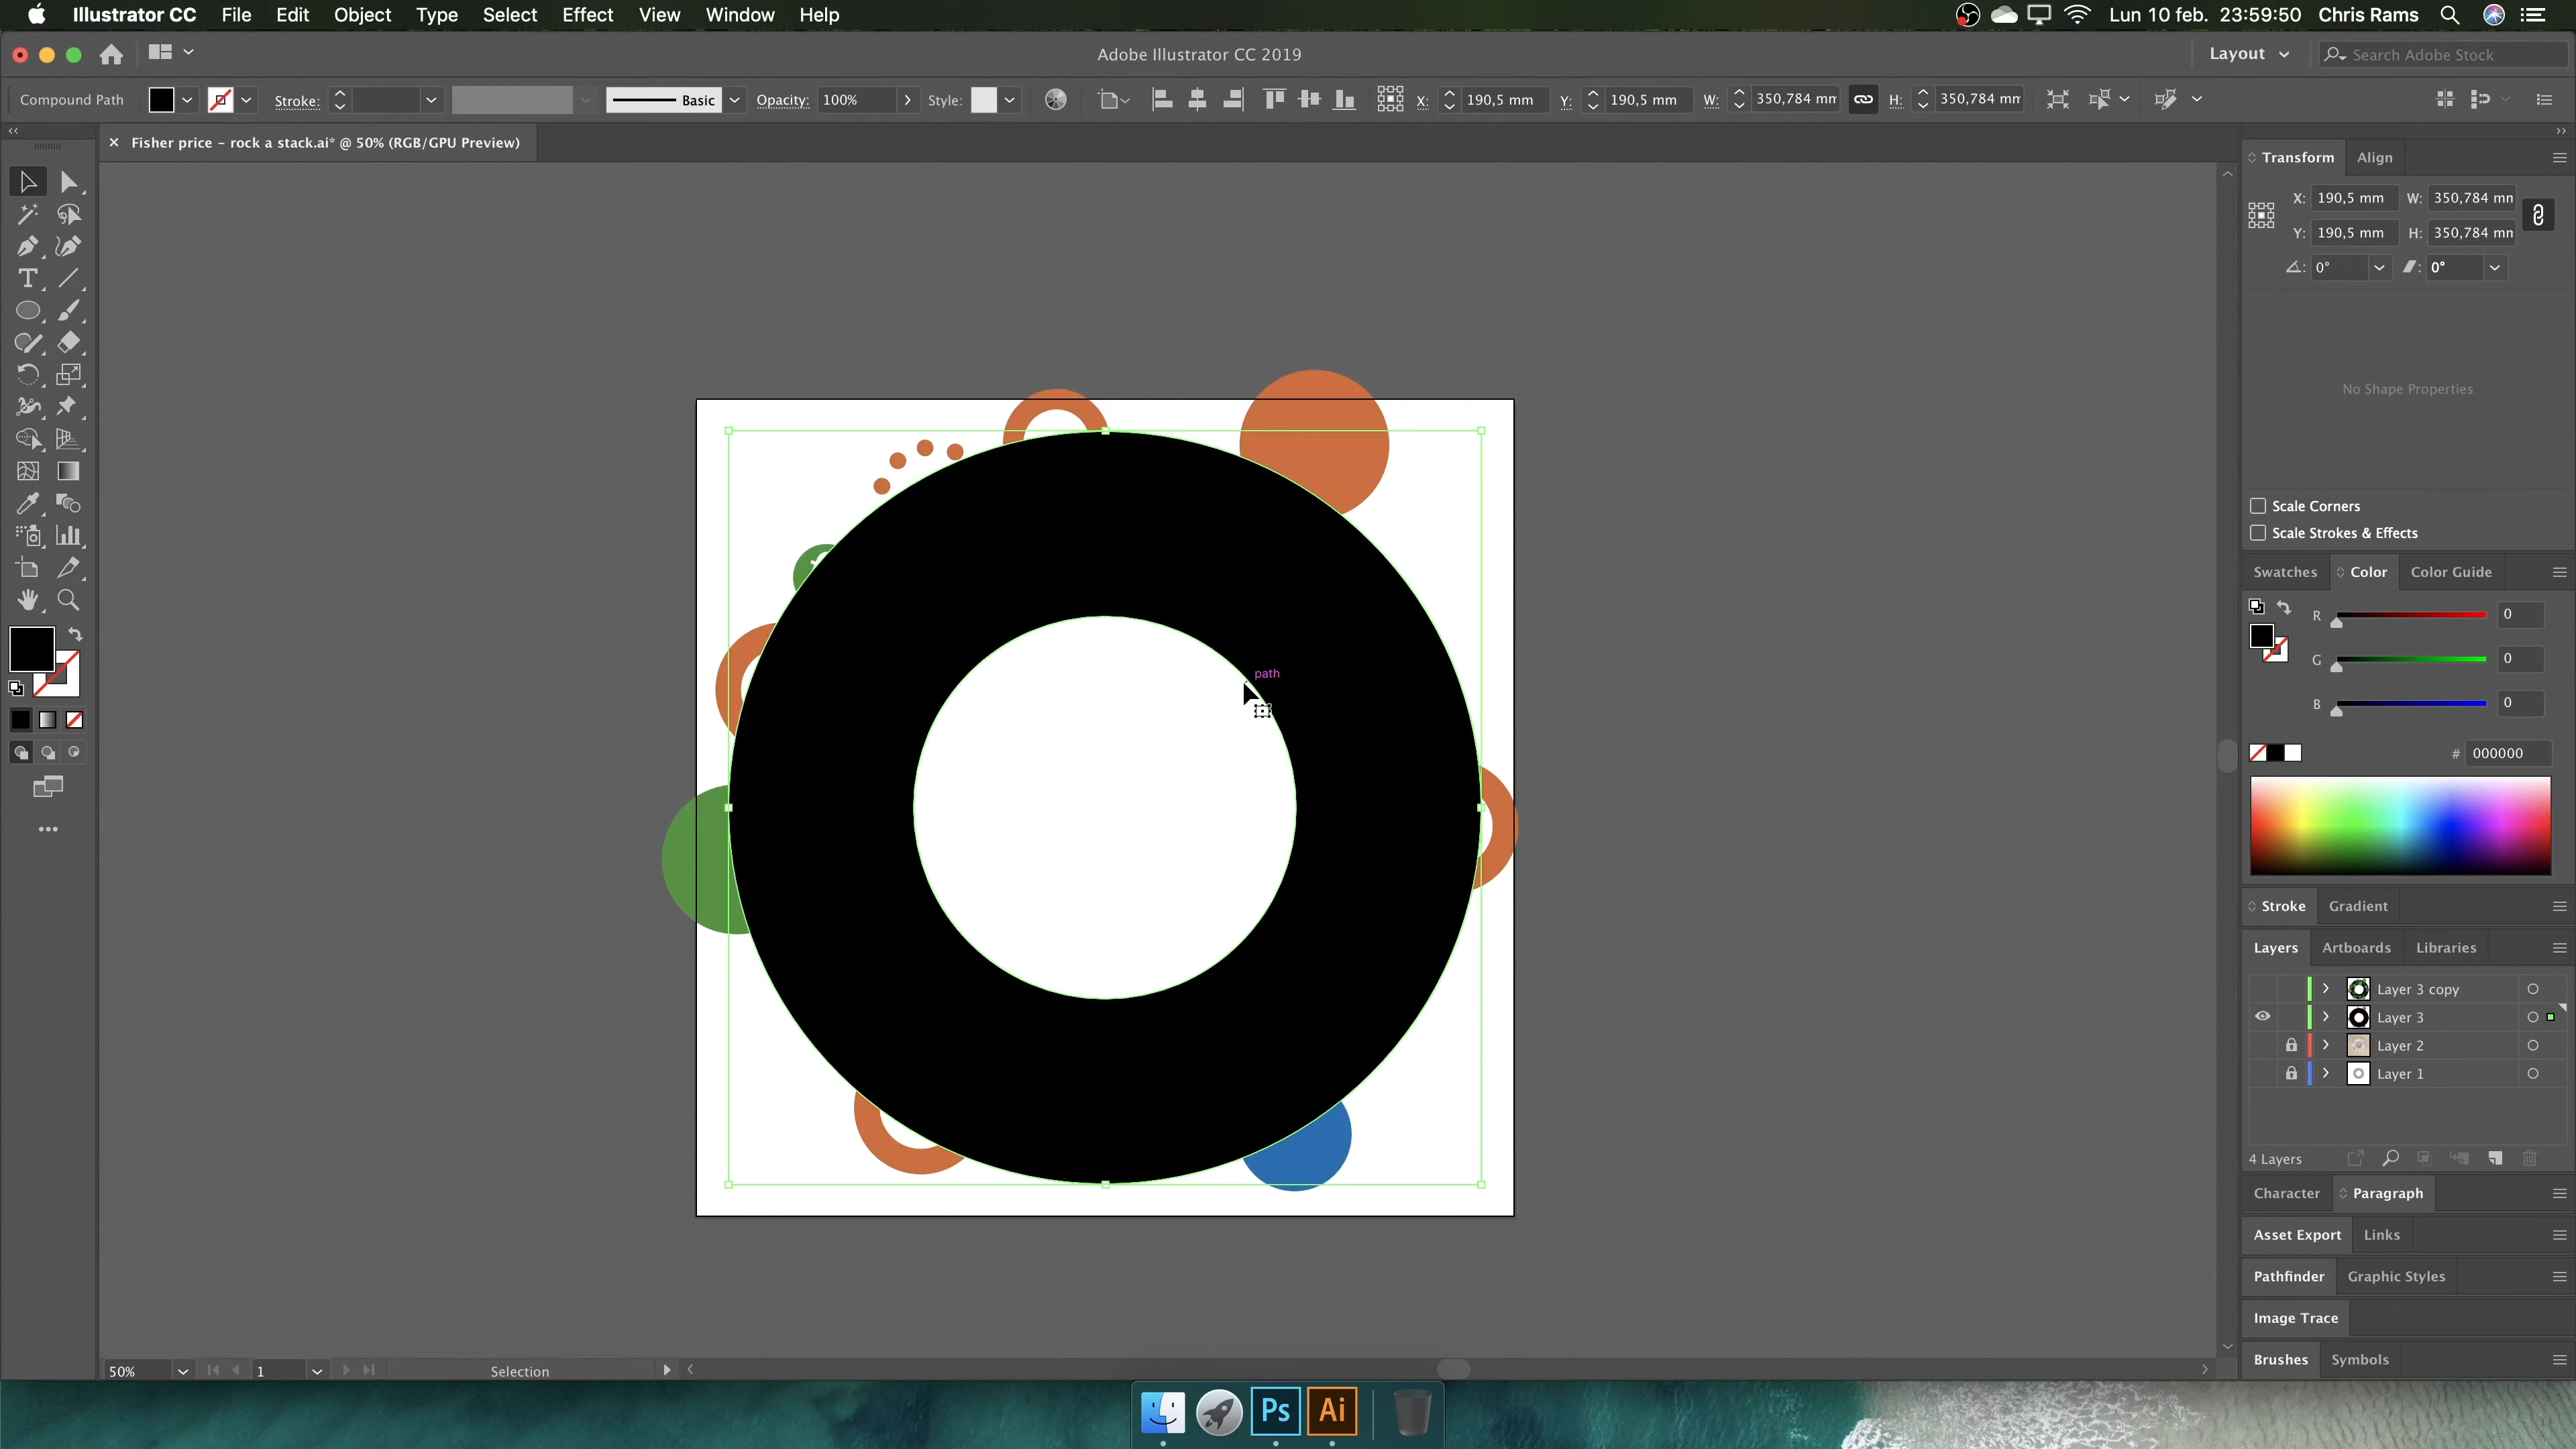 Illustrator CC File Edit Object Type Select Effect View Window Help Lun 10 feb. 23:59:50 Chris Rams
Adobe Illustrator CC 2019 Layout Search Adobe Stock
Compound Path Stroke: Basic Opacity: 100% Style: X: 190,5 mm Y: 190,5 mm W: 350,784 mm H: 350,784 mm
Fisher price - rock a stack.ai* @ 50% (RGB/GPU Preview)
Transform Align
X: 190,5 mm W: 350,784 mm
Y: 190,5 mm H: 350,784 mm
0° 0°
No Shape Properties
Scale Corners
Scale Strokes & Effects
Swatches Color Color Guide
R 0
G 0
B 0
# 000000
path
Stroke Gradient
Layers Artboards Libraries
Layer 3 copy
Layer 3
Layer 2
Layer 1
4 Layers
Character Paragraph
Asset Export Links
Pathfinder Graphic Styles
Image Trace
Brushes Symbols
50% 1 Selection
Ps Ai